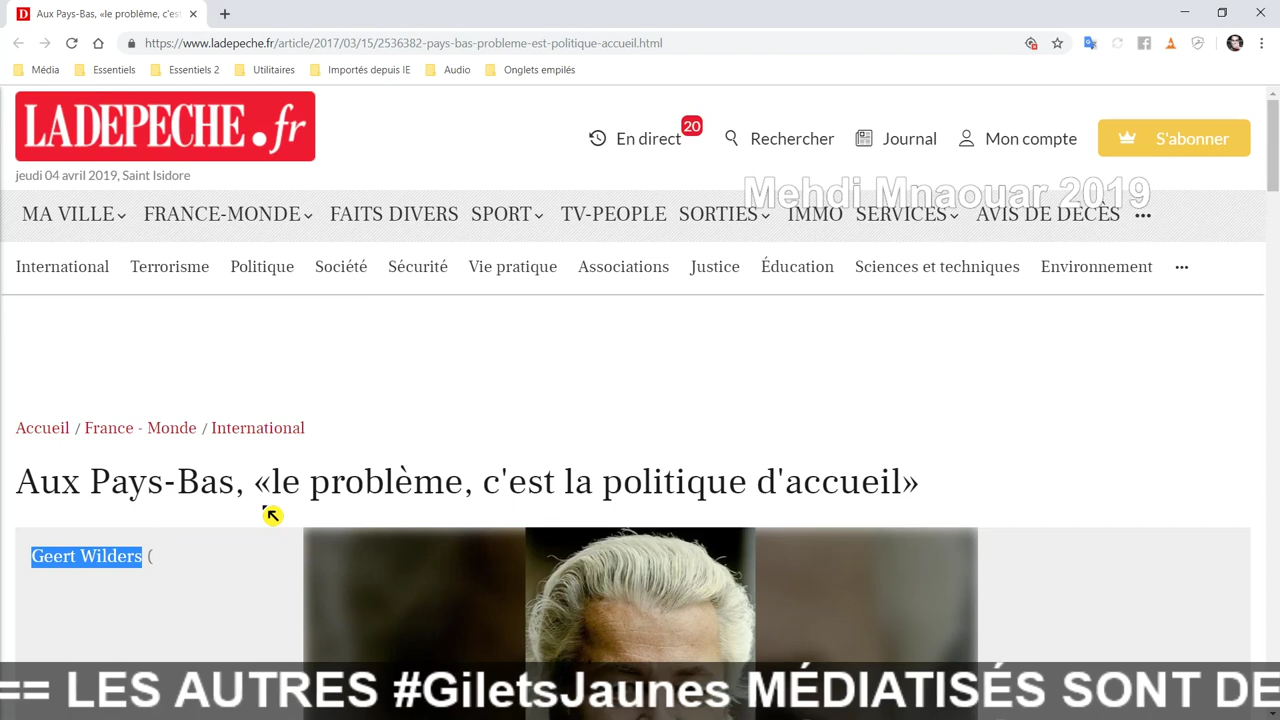 Aux Pays-Bas, «le problème, c'est
https://www.ladepeche.fr/article/2017/03/15/2536382-pays-bas-probleme-est-politique-accueil.html
Média Essentiels Essentiels 2 Utilitaires Importés depuis IE Audio Onglets empilés
LADEPECHE.fr
En direct 20 Rechercher Journal Mon compte S'abonner
jeudi 04 avril 2019, Saint Isidore
Mehdi Mnaouar 2019
MA VILLE FRANCE-MONDE FAITS DIVERS SPORT TV-PEOPLE SORTIES IMMO SERVICES AVIS DE DÉCÈS •••
International Terrorisme Politique Société Sécurité Vie pratique Associations Justice Éducation Sciences et techniques Environnement •••
Accueil / France - Monde / International
Aux Pays-Bas, «le problème, c'est la politique d'accueil»
Geert Wilders (
== LES AUTRES #GiletsJaunes MÉDIATISÉS SONT DE